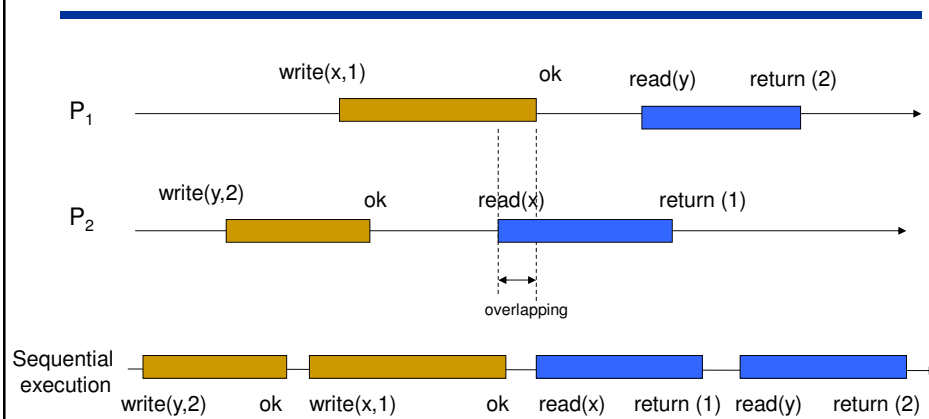 write(x,1) ok read(y) return (2)
P1
write(y,2) ok read(x) return (1)
P2
overlapping
Sequential
execution
write(y,2) ok write(x,1) ok read(x) return (1) read(y) return (2)